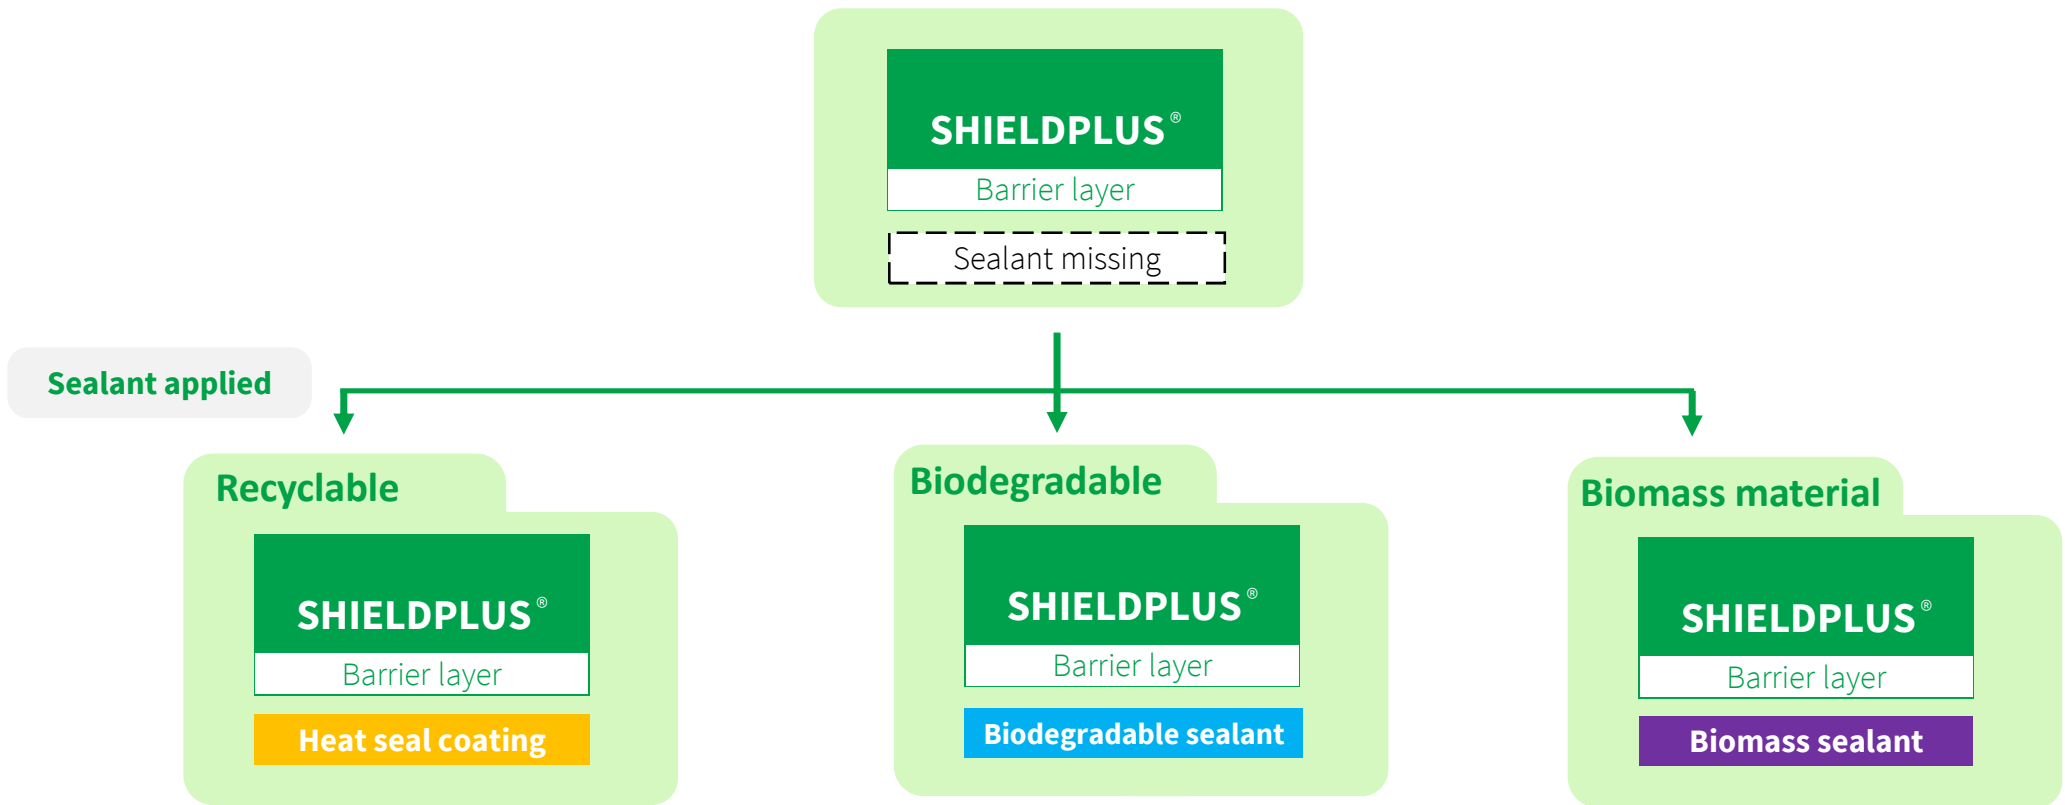 SHIELDPLUS®
Barrier layer
Sealant missing
Sealant applied
Recyclable
SHIELDPLUS®
Barrier layer
Heat seal coating
Biodegradable
SHIELDPLUS®
Barrier layer
Biodegradable sealant
Biomass material
SHIELDPLUS®
Barrier layer
Biomass sealant